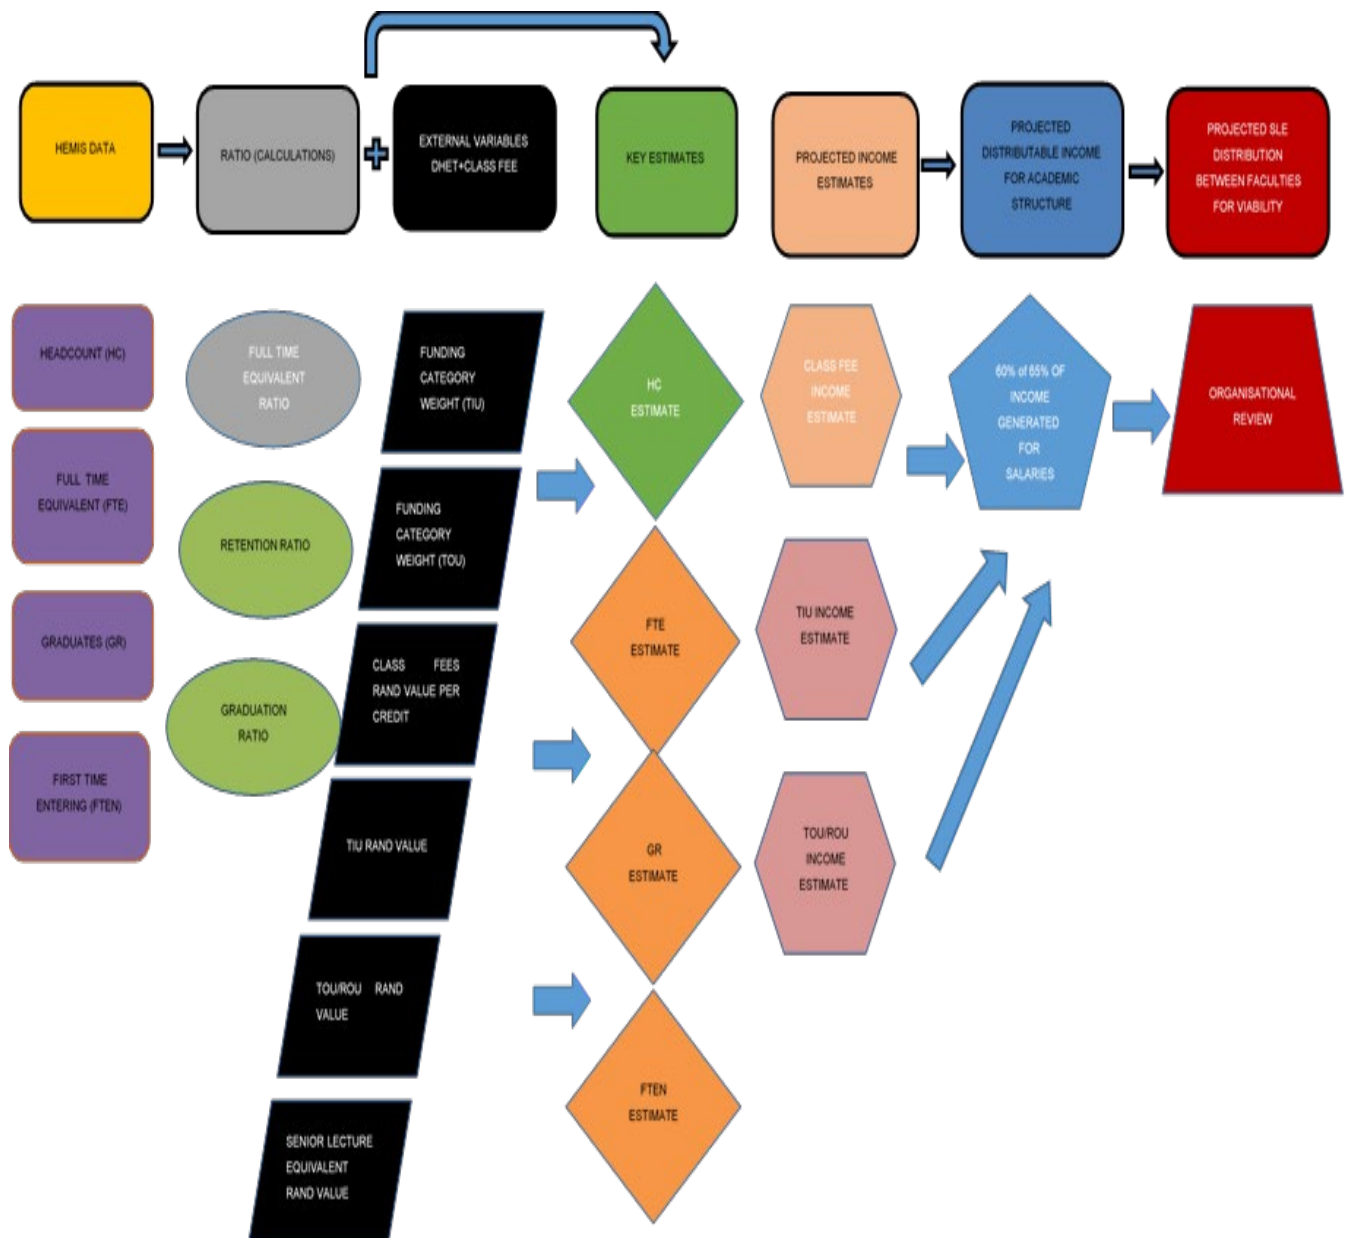 HEMIS DATA
RATIO (CALCULATIONS)
EXTERNAL VARIABLES
DHET+CLASS FEE
KEY ESTIMATES
PROJECTED INCOME
ESTIMATES
PROJECTED
DISTRIBUTABLE INCOME
FOR ACADEMIC
STRUCTURE
PROJECTED SLE
DISTRIBUTION
BETWEEN FACULTIES
FOR VIABILITY
HEADCOUNT (HC)
FULL TIME
EQUIVALENT (FTE)
GRADUATES (GR)
FIRST TIME
ENTERING (FTEN)
FULL TIME
EQUIVALENT
RATIO
RETENTION RATIO
GRADUATION
RATIO
FUNDING
CATEGORY
WEIGHT (TIU)
FUNDING
CATEGORY
WEIGHT (TOU)
CLASS FEES
RAND VALUE PER
CREDIT
TIU RAND VALUE
TOU/ROU RAND
VALUE
SENIOR LECTURE
EQUIVALENT
RAND VALUE
HC
ESTIMATE
FTE
ESTIMATE
GR
ESTIMATE
FTEN
ESTIMATE
CLASS FEE
INCOME
ESTIMATE
TIU INCOME
ESTIMATE
TOU/ROU
INCOME
ESTIMATE
60% of 65% OF
INCOME
GENERATED
FOR
SALARIES
ORGANISATIONAL
REVIEW